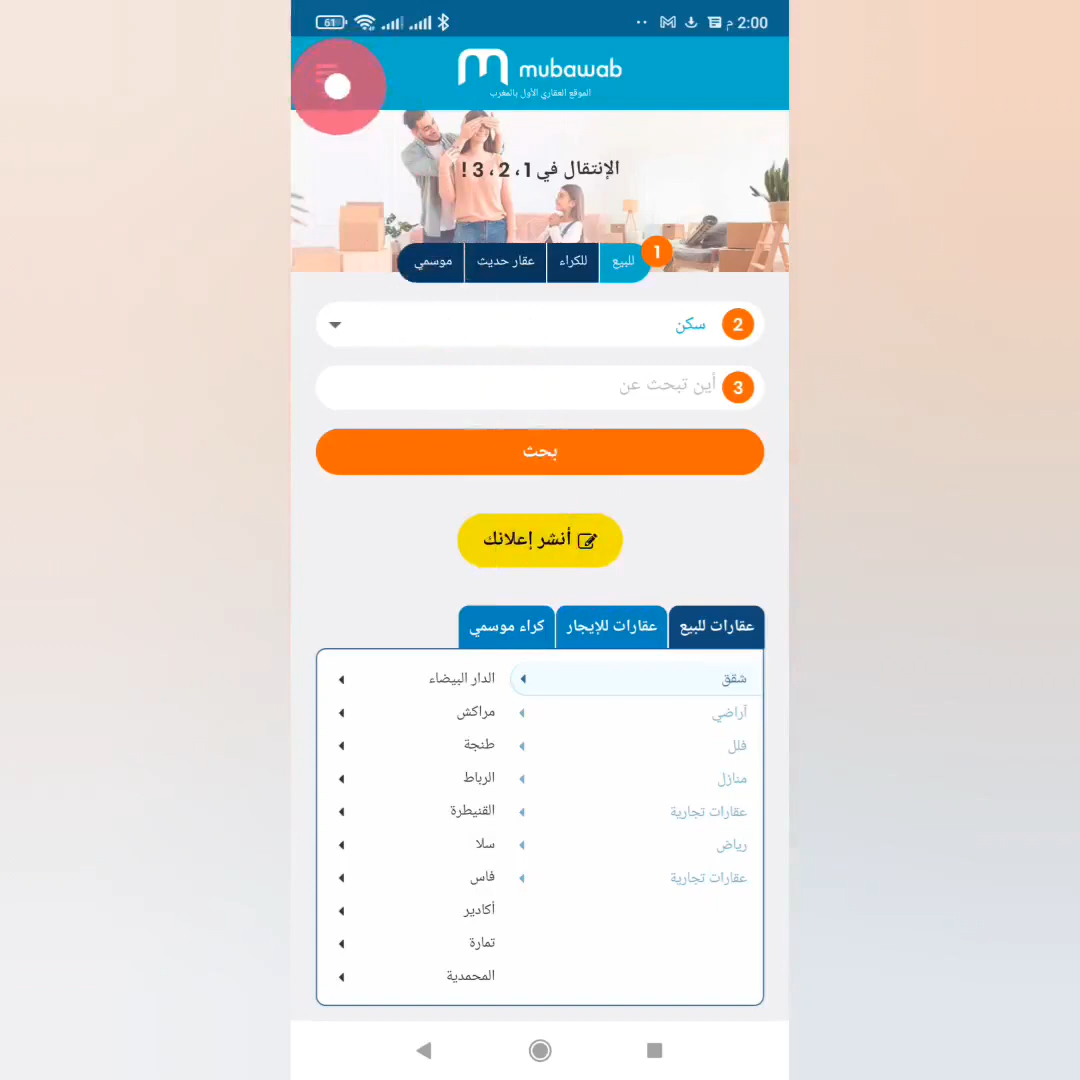 61 م 2:00
mubawab
الموقع العقاري الأول بالمغرب
الإنتقال في 1، 2، 3 !
للبيع للكراء عقار حديث موسمي
1
2 سكن
3 أين تبحث عن
بحث
أنشر إعلانك
عقارات للبيع عقارات للإيجار كراء موسمي
شقق الدار البيضاء
أراضي مراكش
فلل طنجة
منازل الرباط
عقارات تجارية القنيطرة
رياض سلا
عقارات تجارية فاس
أكادير
تمارة
المحمدية